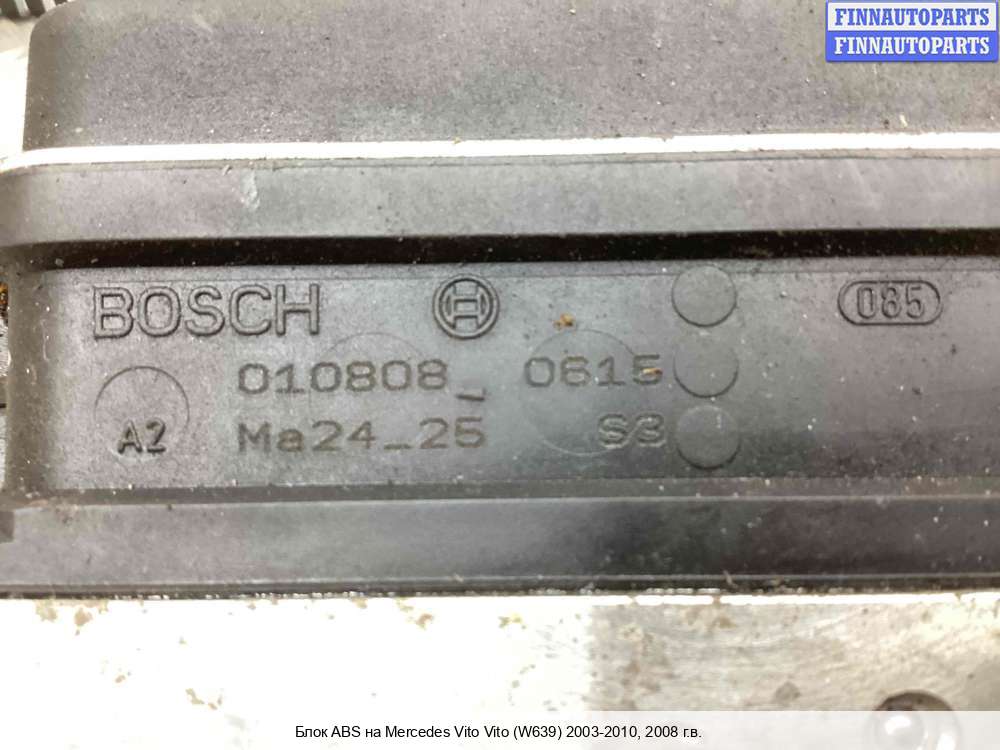 FINNAUTOPARTS
FINNAUTOPARTS
BOSCH 085
010808_ 0615
A2 Ma24_25 S3
Блок ABS на Mercedes Vito Vito (W639) 2003-2010, 2008 г.в.